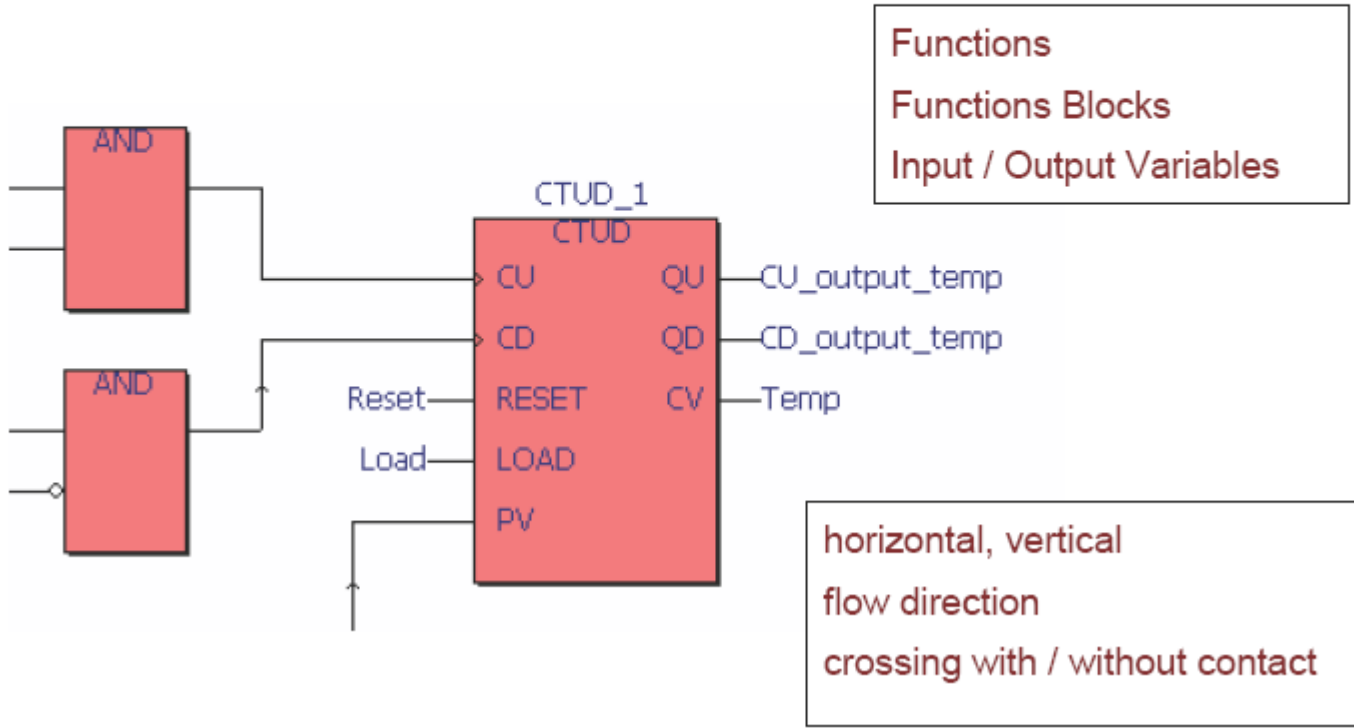 Functions
Functions Blocks
Input / Output Variables
AND
CTUD_1
CTUD
CU QU CU_output_temp
CD QD CD_output_temp
AND
Reset RESET CV Temp
Load LOAD
PV
horizontal, vertical
flow direction
crossing with / without contact